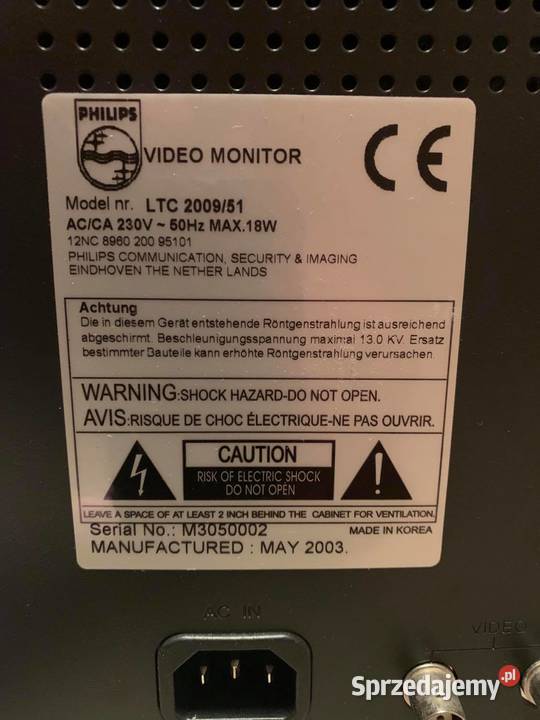 PHILIPS
VIDEO MONITOR
CE
Model nr. LTC 2009/51
AC/CA 230V ~ 50Hz MAX.18W
12NC 8960 200 95101
PHILIPS COMMUNICATION, SECURITY & IMAGING
EINDHOVEN THE NETHER LANDS
Achtung
Die in diesem Gerät entstehende Röntgenstrahlung ist ausreichend
abgeschirmt. Beschleunigungsspannung maximal 13.0 KV. Ersatz
bestimmter Bauteile kann erhöhte Röntgenstrahlung verursachen.
WARNING:SHOCK HAZARD-DO NOT OPEN.
AVIS:RISQUE DE CHOC ÉLECTRIQUE-NE PAS OUVRIR.
CAUTION
RISK OF ELECTRIC SHOCK
DO NOT OPEN
LEAVE A SPACE OF AT LEAST 2 INCH BEHIND THE CABINET FOR VENTILATION.
Serial No.: M3050002
MADE IN KOREA
MANUFACTURED : MAY 2003.
AC IN
VIDEO
Sprzedajemy.pl